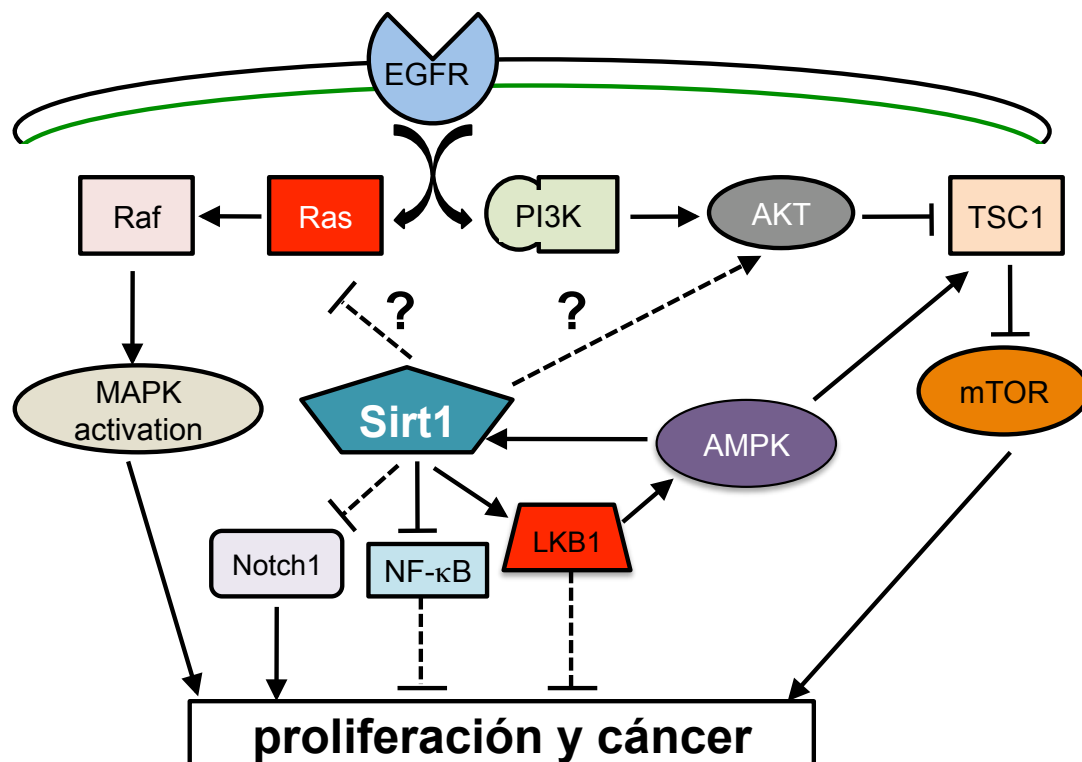 EGFR
Raf
Ras
PI3K
AKT
TSC1
?
?
MAPK
activation
Sirt1
AMPK
mTOR
Notch1
NF-κB
LKB1
proliferación y cáncer